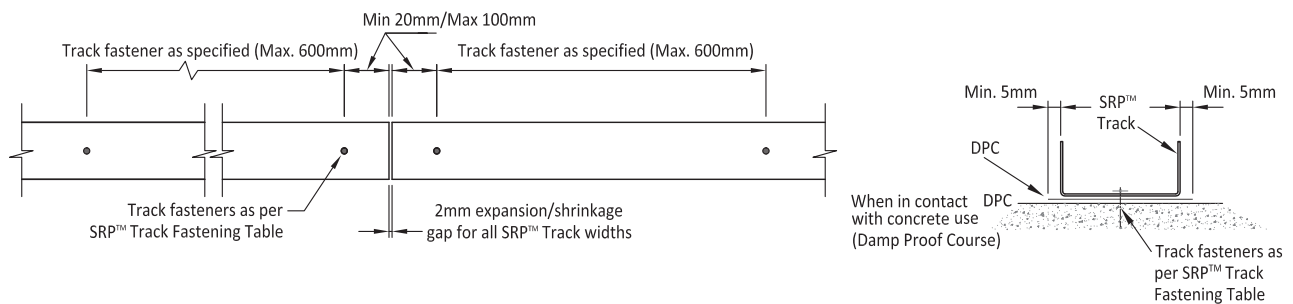 Min 20mm/Max 100mm
Track fastener as specified (Max. 600mm)
Track fastener as specified (Max. 600mm)
Track fasteners as per
SRP™ Track Fastening Table
2mm expansion/shrinkage
gap for all SRP™ Track widths
Min. 5mm
SRP™
Track
Min. 5mm
DPC
When in contact
with concrete use
(Damp Proof Course)
DPC
Track fasteners as
per SRP™ Track
Fastening Table